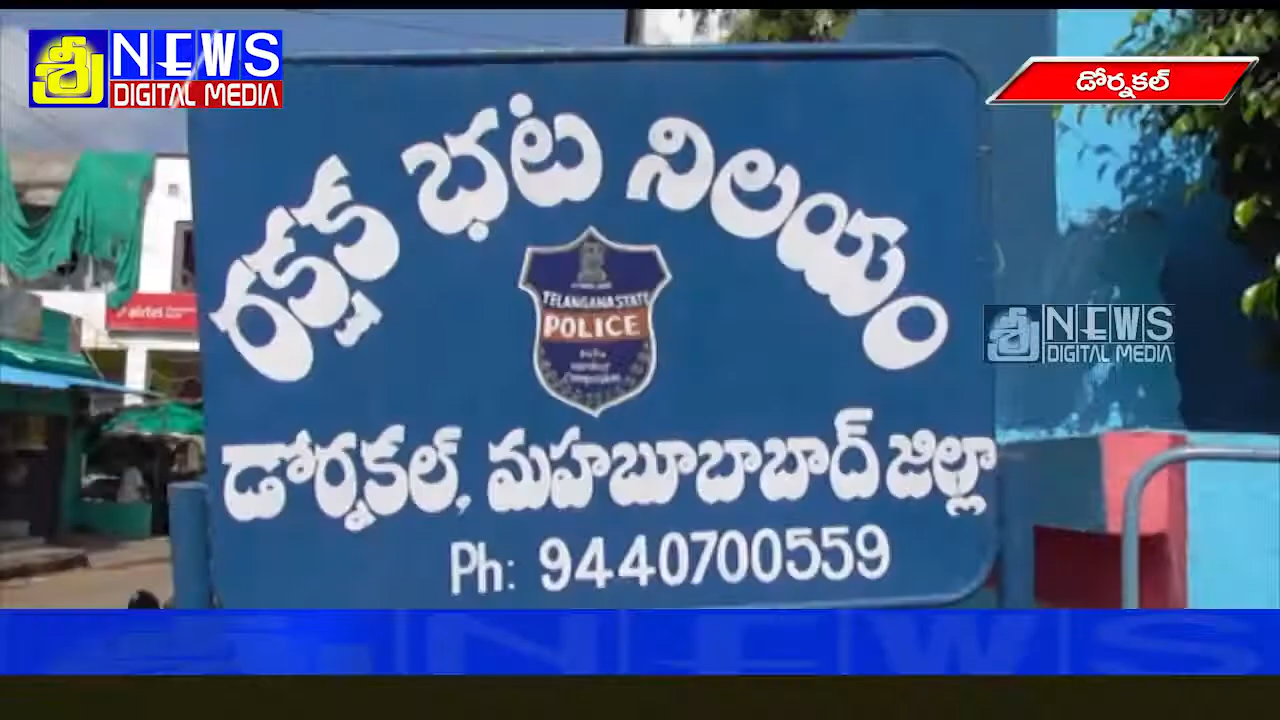 శ్రీ NEWS
DIGITAL MEDIA
డోర్నకల్
రక్షక భట నిలయం
TELANGANA STATE
POLICE
airtel
శ్రీ NEWS
DIGITAL MEDIA
డోర్నకల్, మహబూబాబాద్ జిల్లా
Ph: 9440700559
NEWS